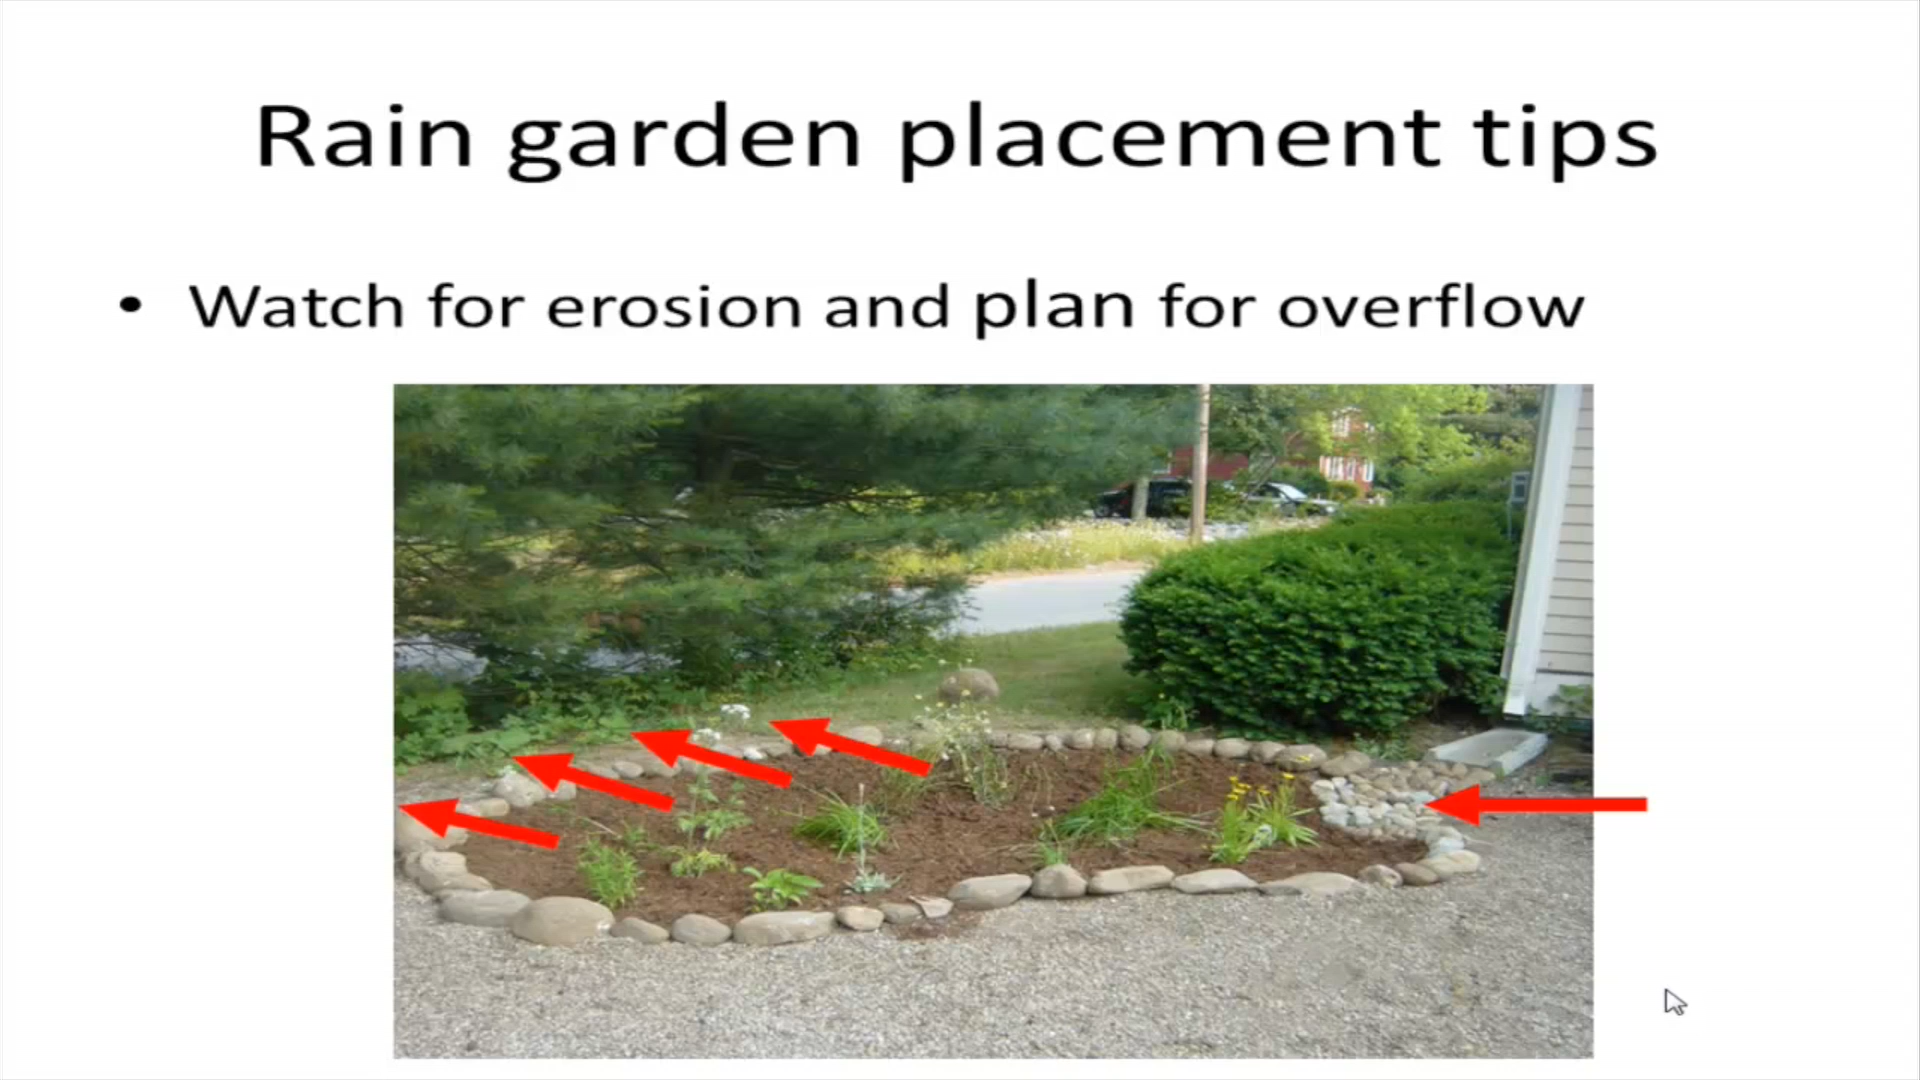 Rain garden placement tips
• Watch for erosion and plan for overflow